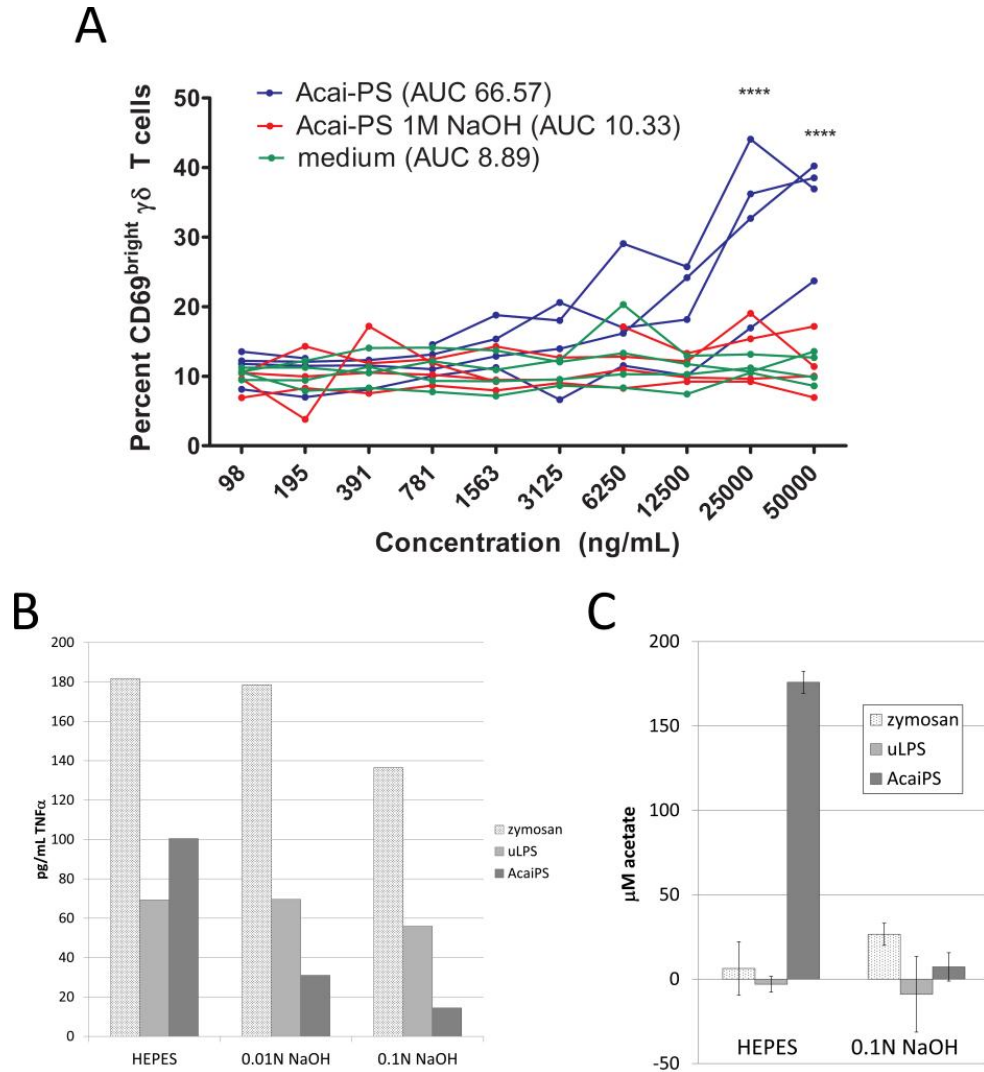 A
Acai-PS (AUC 66.57)
Acai-PS 1M NaOH (AUC 10.33)
medium (AUC 8.89)
****
****
Percent CD69bright γδ T cells
50
40
30
20
10
0
98
195
391
781
1563
3125
6250
12500
25000
50000
Concentration (ng/mL)
B
pg/mL TNFα
200
180
160
140
120
100
80
60
40
20
0
HEPES
0.01N NaOH
0.1N NaOH
zymosan
uLPS
AcaiPS
C
µM acetate
200
150
100
50
0
-50
zymosan
uLPS
AcaiPS
HEPES
0.1N NaOH